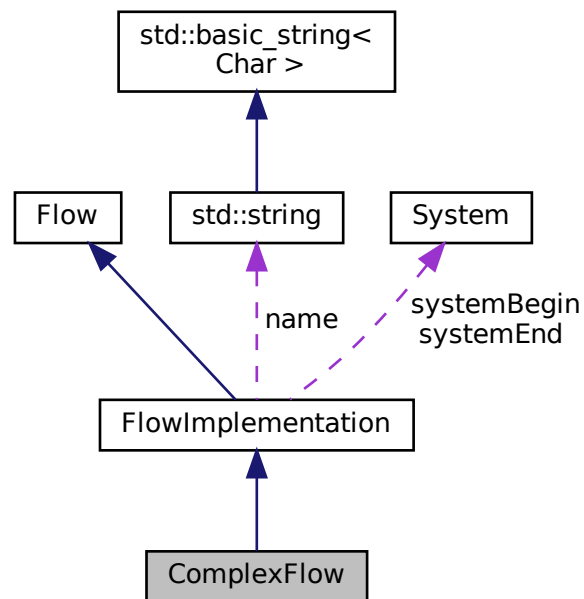 std::basic_string<
Char >
Flow
std::string
System
name
systemBegin
systemEnd
FlowImplementation
ComplexFlow